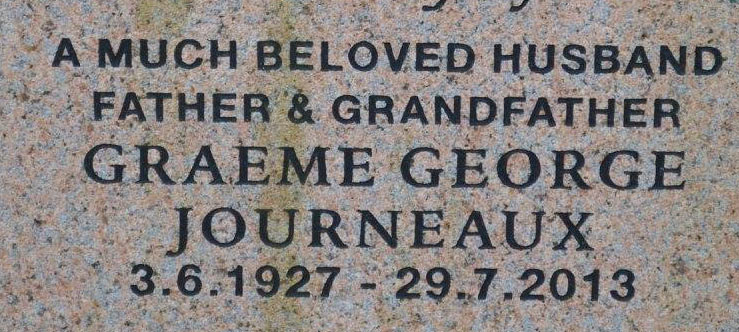 A MUCH BELOVED HUSBAND
FATHER & GRANDFATHER
GRAEME GEORGE
JOURNEAUX
3.6.1927 - 29.7.2013